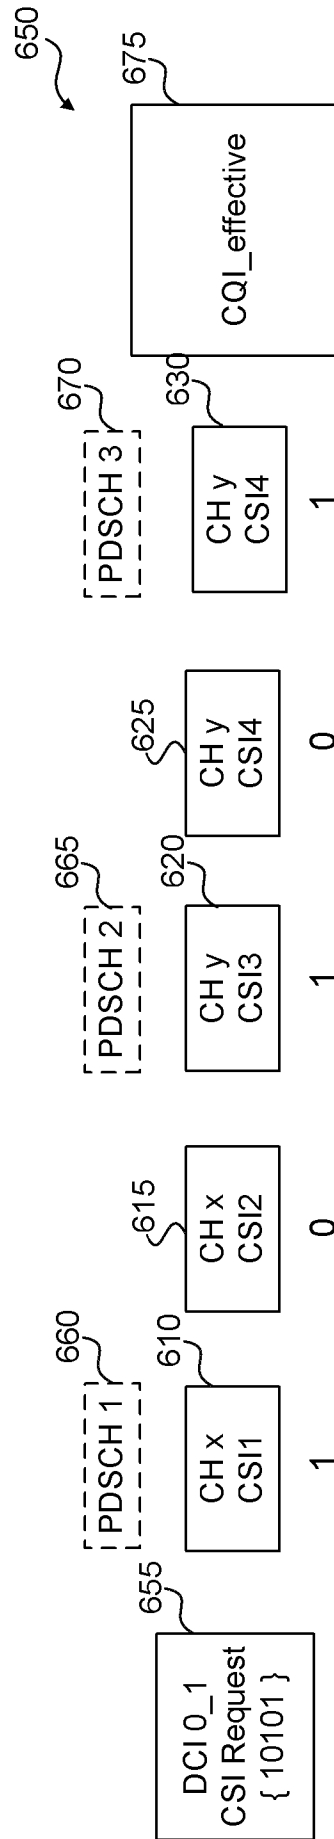 650
655
DCI 0_1
CSI Request
{ 10101 }
660
PDSCH 1
610
CH x
CSI1
1
615
CH x
CSI2
0
665
PDSCH 2
620
CH y
CSI3
1
625
CH y
CSI4
0
670
PDSCH 3
630
CH y
CSI4
1
675
CQI_effective